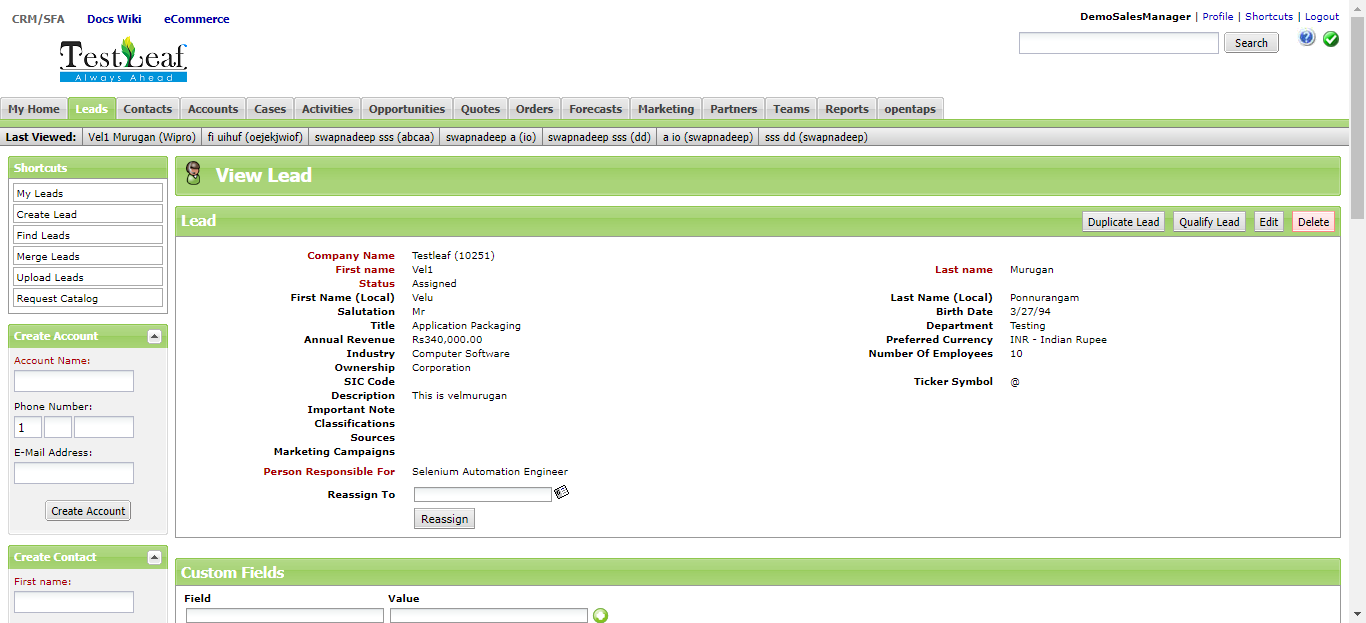 CRM/SFA Docs Wiki eCommerce
DemoSalesManager | Profile | Shortcuts | Logout
Search
TestLeaf
Always Ahead
My Home Leads Contacts Accounts Cases Activities Opportunities Quotes Orders Forecasts Marketing Partners Teams Reports opentaps
Last Viewed: Vel1 Murugan (Wipro) fi uihuf (oejekjwiof) swapnadeep sss (abcaa) swapnadeep a (io) swapnadeep sss (dd) a io (swapnadeep) sss dd (swapnadeep)
Shortcuts
My Leads
Create Lead
Find Leads
Merge Leads
Upload Leads
Request Catalog
Create Account
Account Name:
Phone Number:
1
E-Mail Address:
Create Account
Create Contact
First name:
View Lead
Lead Duplicate Lead Qualify Lead Edit Delete
Company Name Testleaf (10251)
First name Vel1 Last name Murugan
Status Assigned
First Name (Local) Velu Last Name (Local) Ponnurangam
Salutation Mr Birth Date 3/27/94
Title Application Packaging Department Testing
Annual Revenue Rs340,000.00 Preferred Currency INR - Indian Rupee
Industry Computer Software Number Of Employees 10
Ownership Corporation
SIC Code Ticker Symbol @
Description This is velmurugan
Important Note
Classifications
Sources
Marketing Campaigns
Person Responsible For Selenium Automation Engineer
Reassign To
Reassign
Custom Fields
Field Value